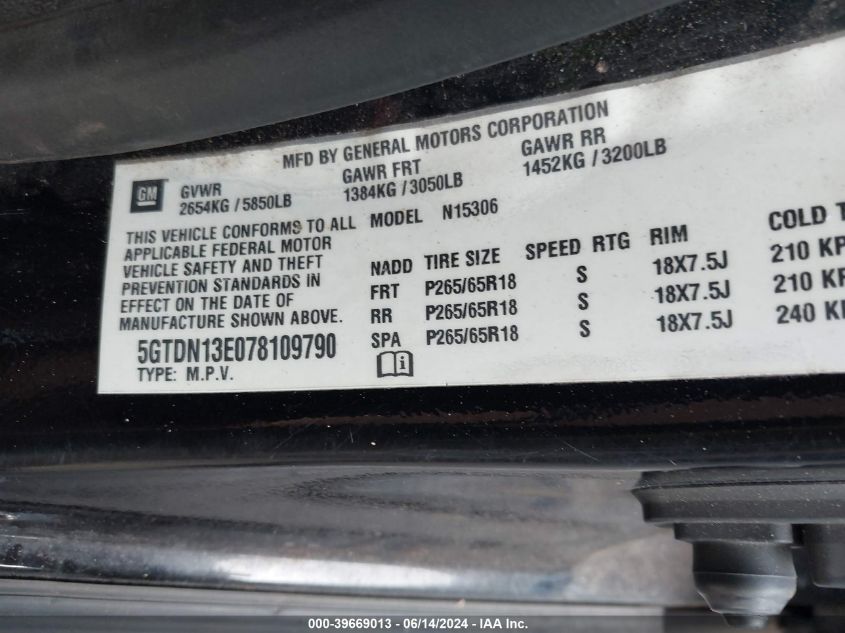 MFD BY GENERAL MOTORS CORPORATION
GM
GVWR
2654KG / 5850LB
GAWR FRT
1384KG / 3050LB
GAWR RR
1452KG / 3200LB
THIS VEHICLE CONFORMS TO ALL
APPLICABLE FEDERAL MOTOR
VEHICLE SAFETY AND THEFT
PREVENTION STANDARDS IN
EFFECT ON THE DATE OF
MANUFACTURE SHOWN ABOVE.
5GTDN13E078109790
TYPE: M.P.V.
MODEL N15306
NADD TIRE SIZE SPEED RTG RIM COLD T
FRT P265/65R18 S 18X7.5J 210 KP
RR P265/65R18 S 18X7.5J 210 KP
SPA P265/65R18 S 18X7.5J 240 K
i
000-39669013 - 06/14/2024 - IAA Inc.